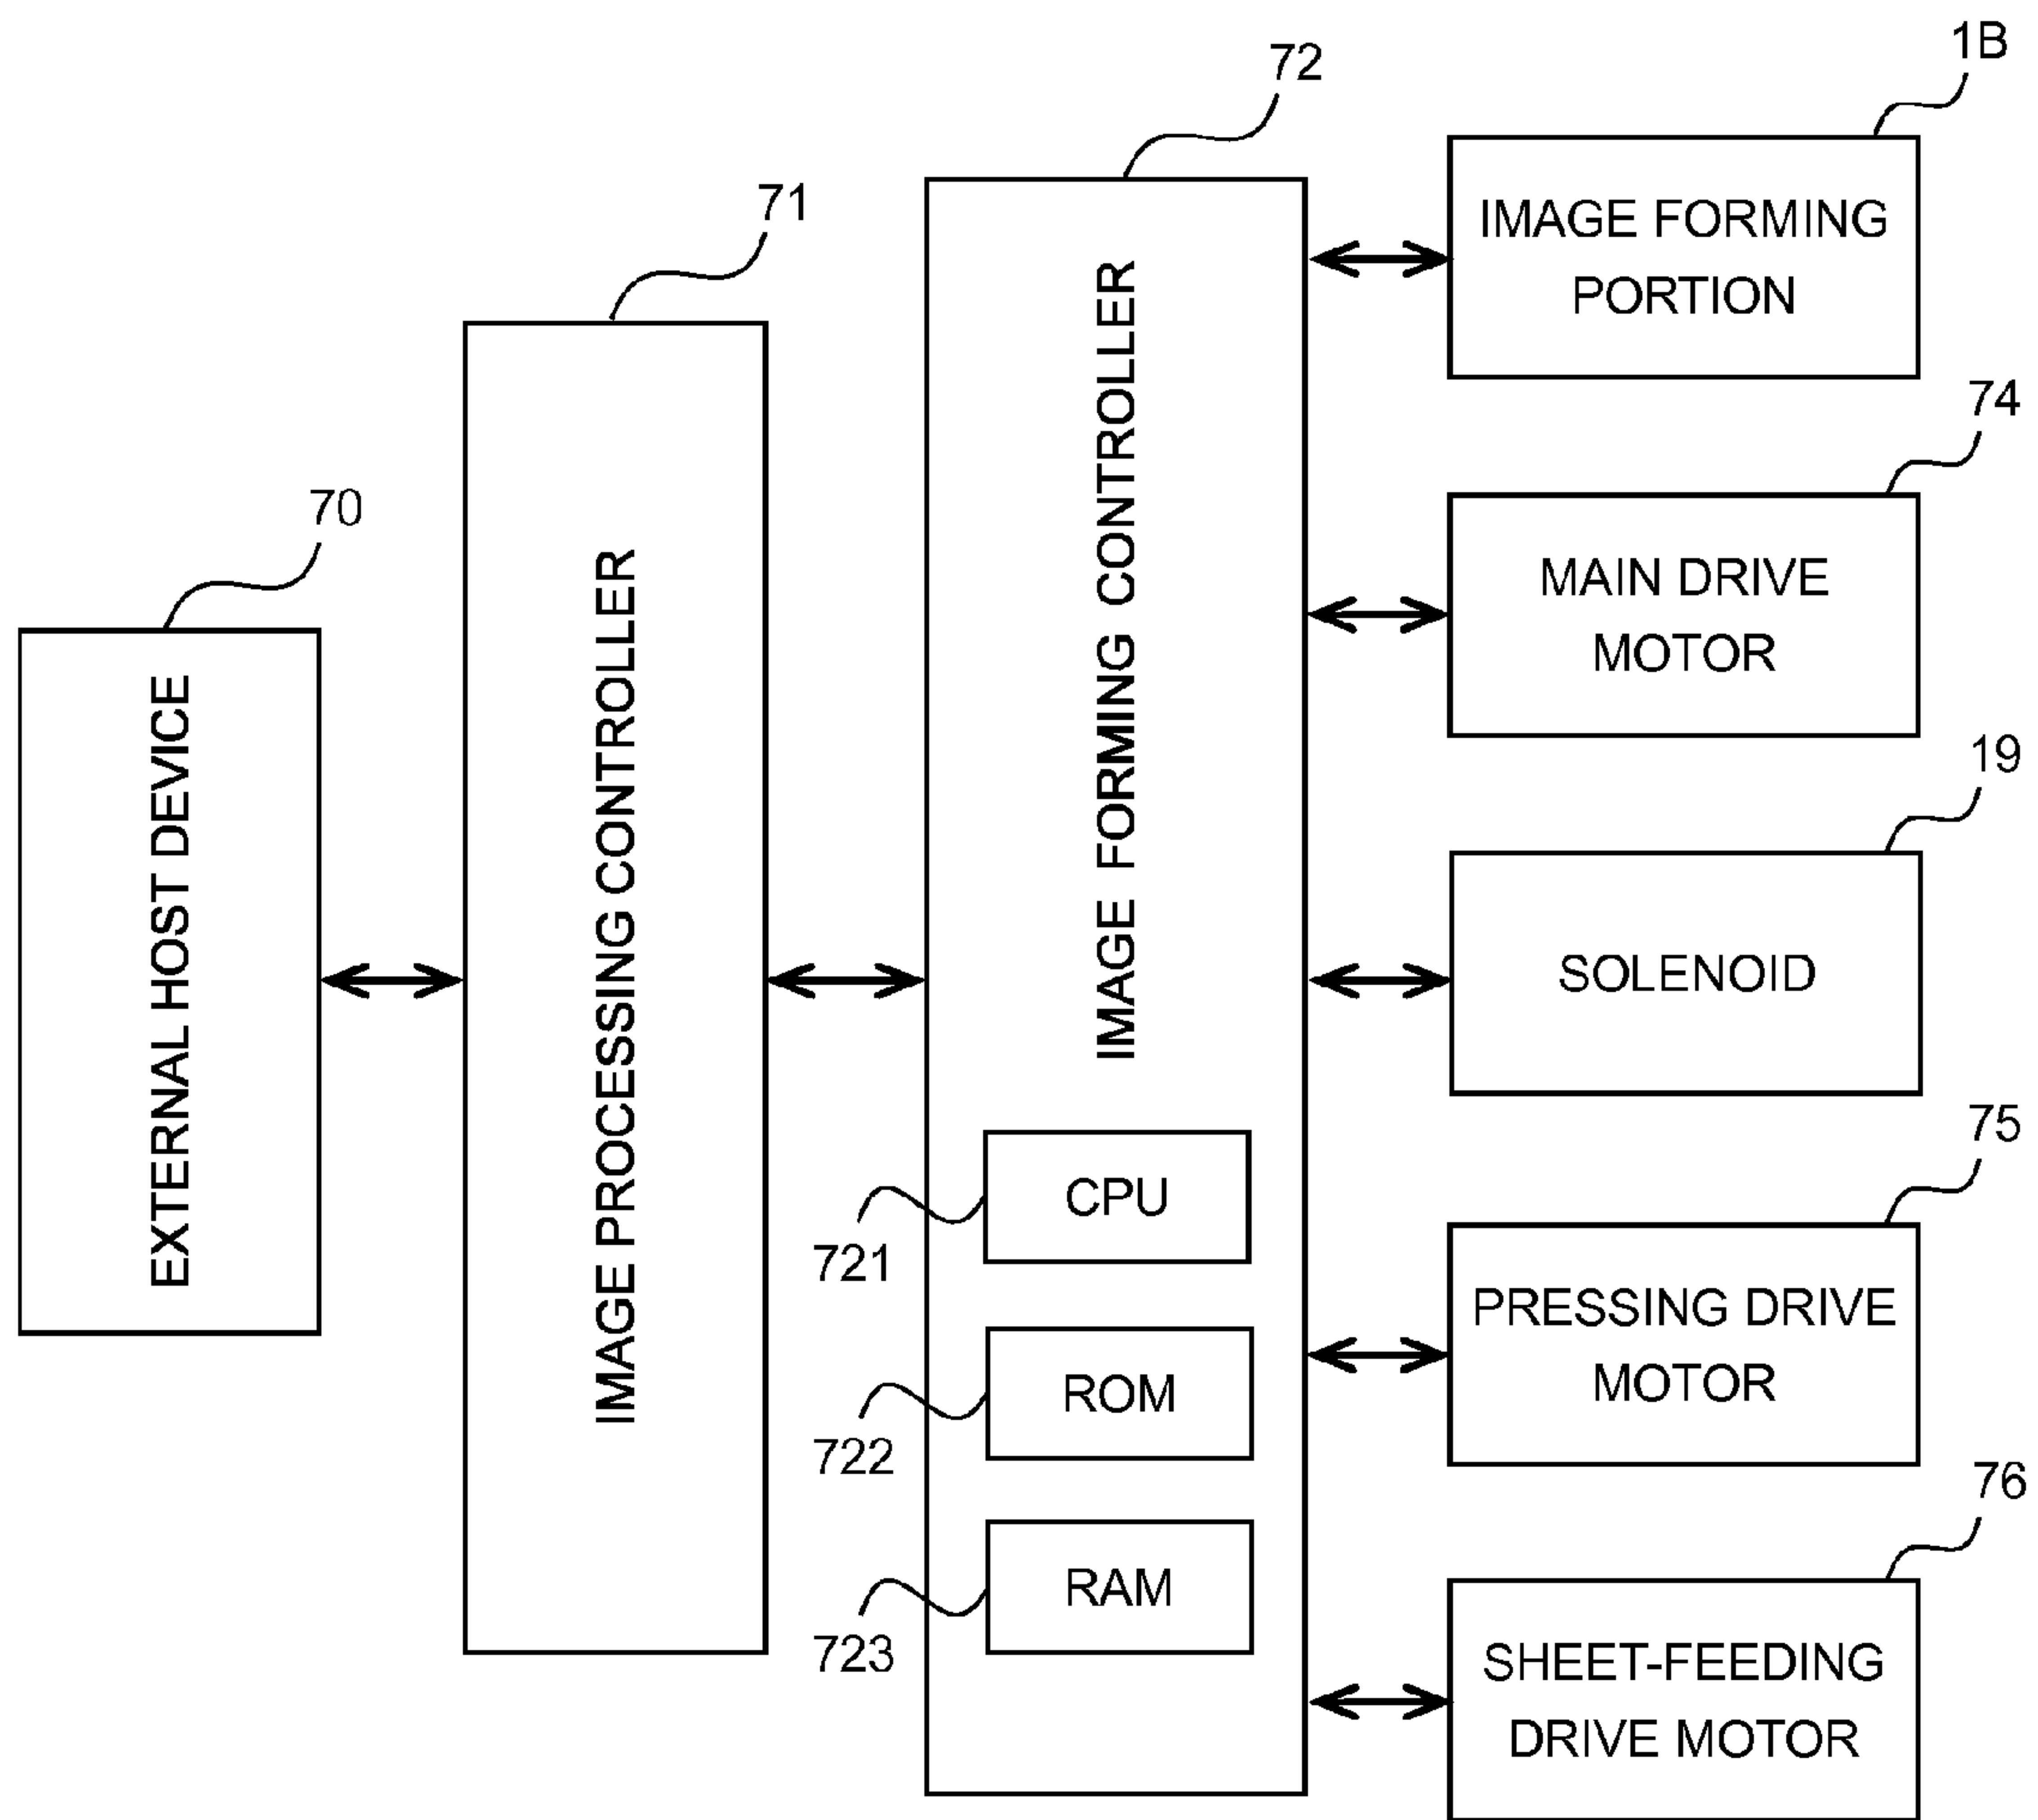 70
EXTERNAL HOST DEVICE
71
IMAGE PROCESSING CONTROLLER
72
IMAGE FORMING CONTROLLER
721
CPU
722
ROM
723
RAM
1B
IMAGE FORMING
PORTION
74
MAIN DRIVE
MOTOR
19
SOLENOID
75
PRESSING DRIVE
MOTOR
76
SHEET-FEEDING
DRIVE MOTOR